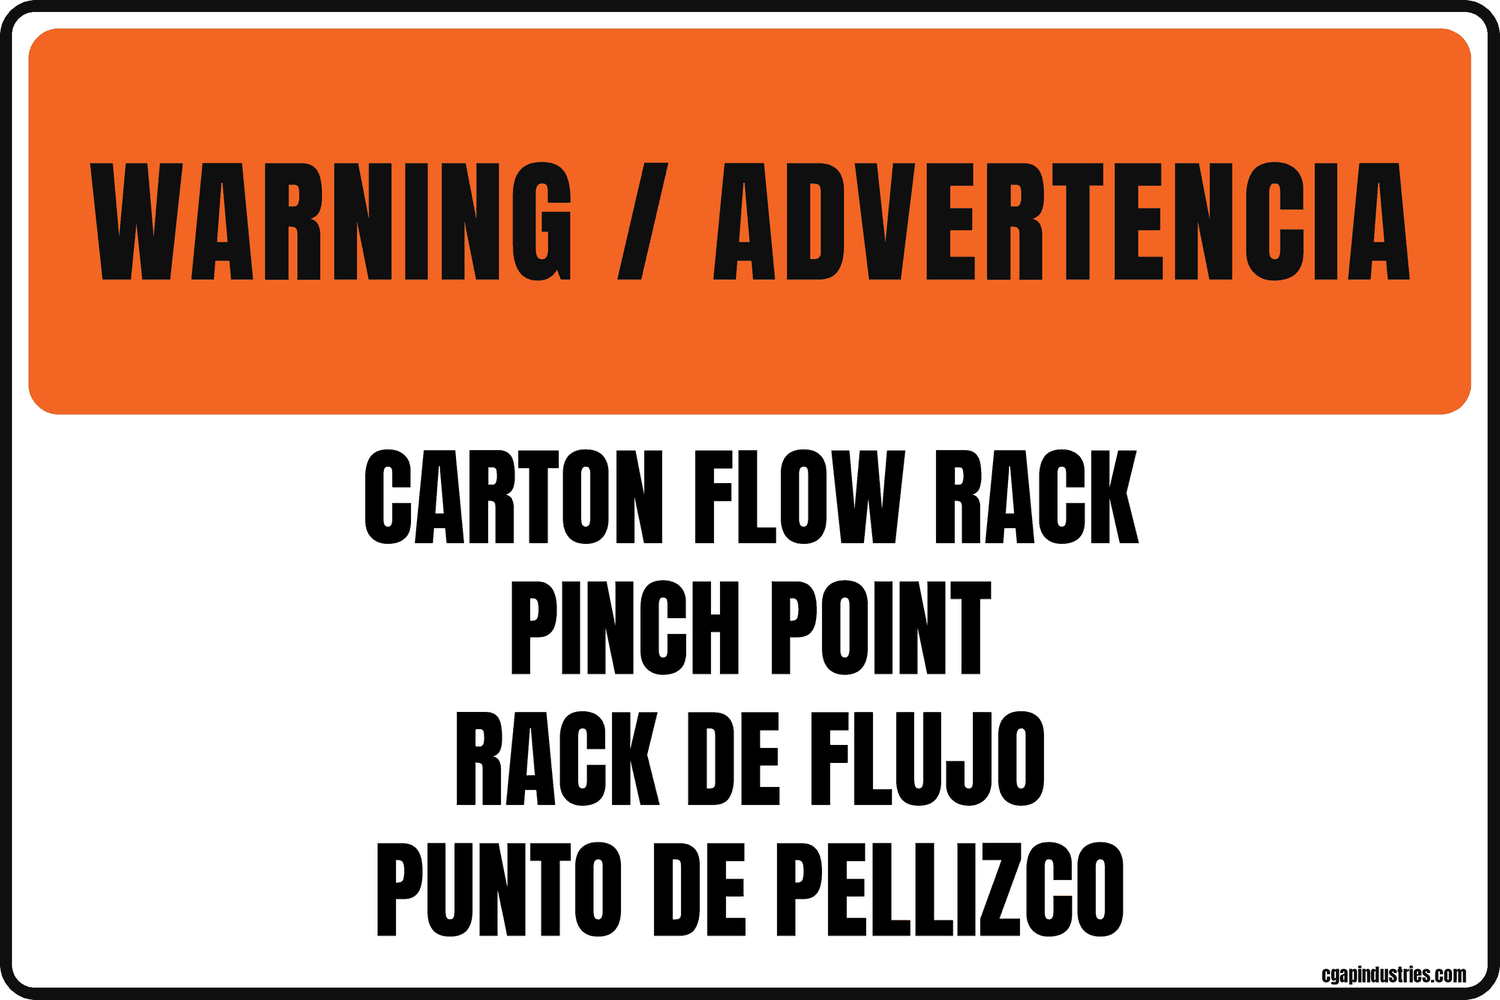 WARNING / ADVERTENCIA
CARTON FLOW RACK
PINCH POINT
RACK DE FLUJO
PUNTO DE PELLIZCO
cgapindustries.com